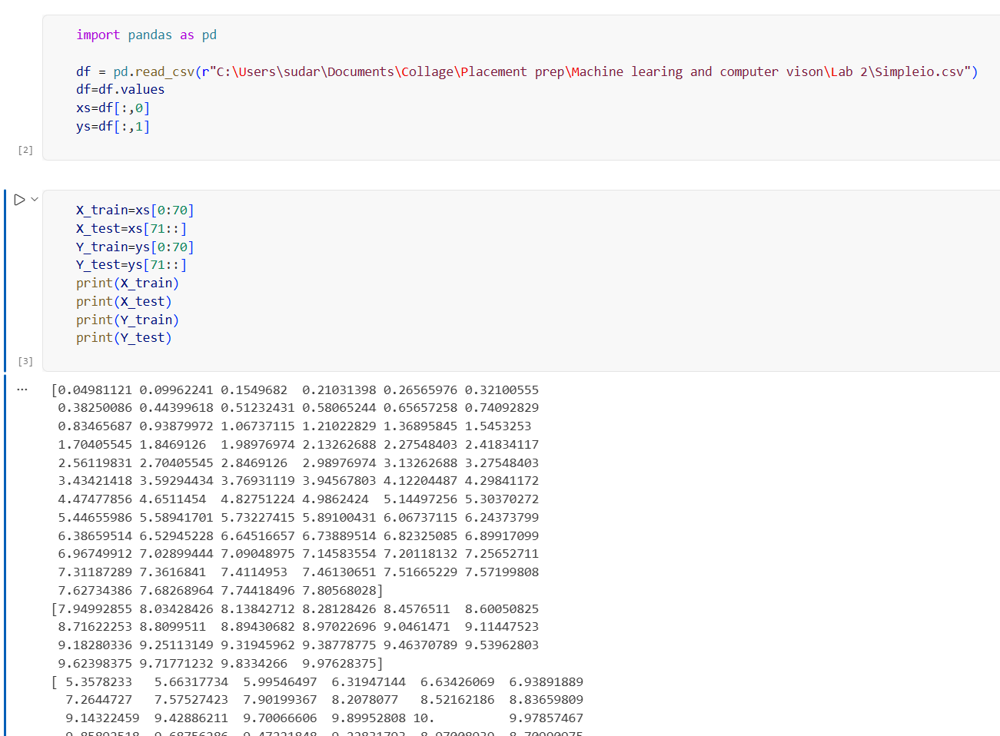 import pandas as pd
df = pd.read_csv(r"C:\Users\sudar\Documents\Collage\Placement prep\Machine learing and computer vison\Lab 2\Simpleio.csv")
df=df.values
xs=df[:,0]
ys=df[:,1]
[2]
X_train=xs[0:70]
X_test=xs[71::]
Y_train=ys[0:70]
Y_test=ys[71::]
print(X_train)
print(X_test)
print(Y_train)
print(Y_test)
[3]
... [0.04981121 0.09962241 0.1549682  0.21031398 0.26565976 0.32100555
0.38250086 0.44399618 0.51232431 0.58065244 0.65657258 0.74092829
0.83465687 0.93879972 1.06737115 1.21022829 1.36895845 1.5453253
1.70405545 1.8469126  1.98976974 2.13262688 2.27548403 2.41834117
2.56119831 2.70405545 2.8469126  2.98976974 3.13262688 3.27548403
3.43421418 3.59294434 3.76931119 3.94567803 4.12204487 4.29841172
4.47477856 4.6511454  4.82751224 4.9862424  5.14497256 5.30370272
5.44655986 5.58941701 5.73227415 5.89100431 6.06737115 6.24373799
6.38659514 6.52945228 6.64516657 6.73889514 6.82325085 6.89917099
6.96749912 7.02899444 7.09048975 7.14583554 7.20118132 7.25652711
7.31187289 7.3616841  7.4114953  7.46130651 7.51665229 7.57199808
7.62734386 7.68268964 7.74418496 7.80568028]
[7.94992855 8.03428426 8.13842712 8.28128426 8.4576511  8.60050825
8.71622253 8.8099511  8.89430682 8.97022696 9.0461471  9.11447523
9.18280336 9.25113149 9.31945962 9.38778775 9.46370789 9.53962803
9.62398375 9.71771232 9.8334266  9.97628375]
[ 5.3578233   5.66317734  5.99546497  6.31947144  6.63426069  6.93891889
7.2644727   7.57527423  7.90199367  8.2078077   8.52162186  8.83659809
9.14322459  9.42886211  9.70066606  9.89952808 10.          9.97857467